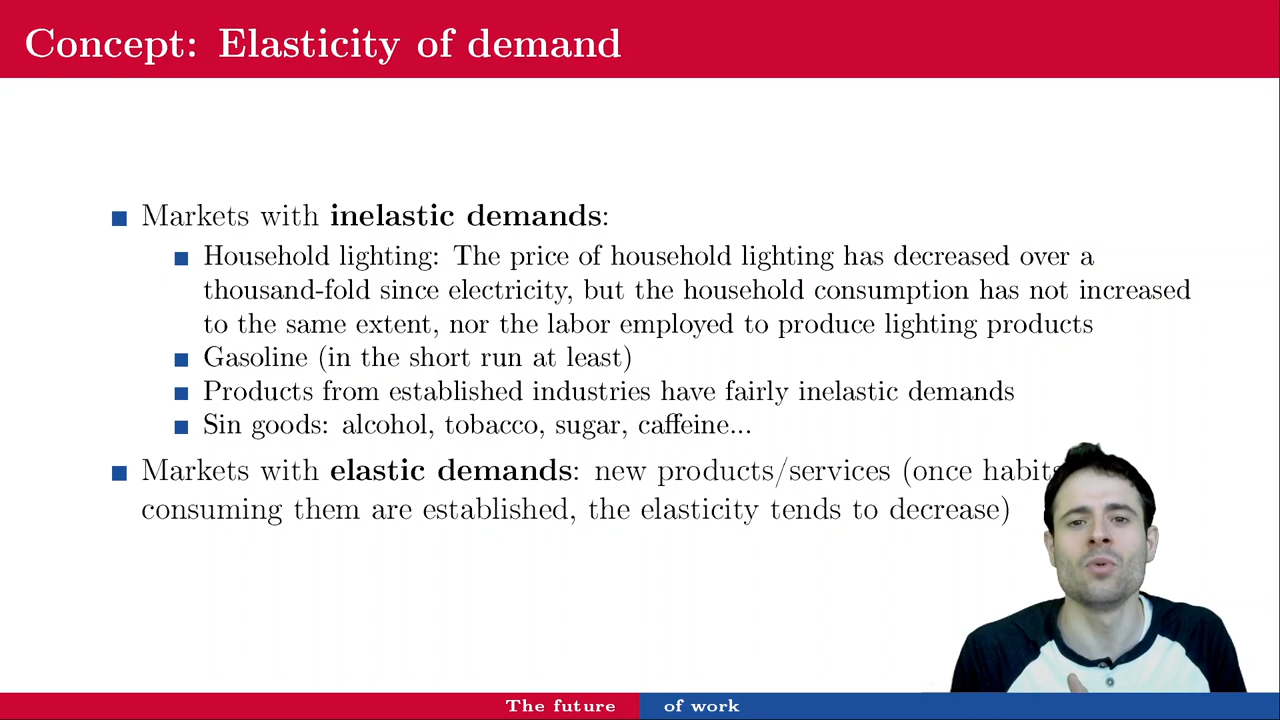 Concept: Elasticity of demand
Markets with inelastic demands:
Household lighting: The price of household lighting has decreased over a
thousand-fold since electricity, but the household consumption has not increased
to the same extent, nor the labor employed to produce lighting products
Gasoline (in the short run at least)
Products from established industries have fairly inelastic demands
Sin goods: alcohol, tobacco, sugar, caffeine...
Markets with elastic demands: new products/services (once habits
consuming them are established, the elasticity tends to decrease)
The future of work